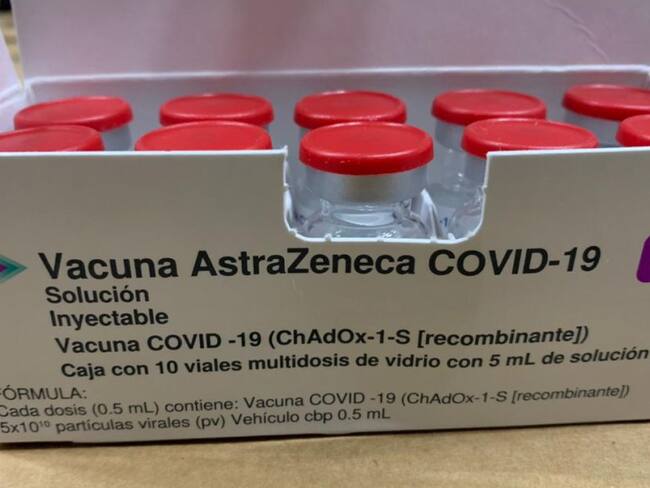 Vacuna AstraZeneca COVID-19
Solución
Inyectable
Vacuna COVID -19 (ChAdOx-1-S [recombinante])
Caja con 10 viales multidosis de vidrio con 5 mL de solución
FÓRMULA:
Cada dosis (0.5 mL) contiene: Vacuna COVID -19 (ChAdOx-1-S [recombinante])
5x10¹⁰ partículas virales (pv) Vehículo cbp 0.5 mL